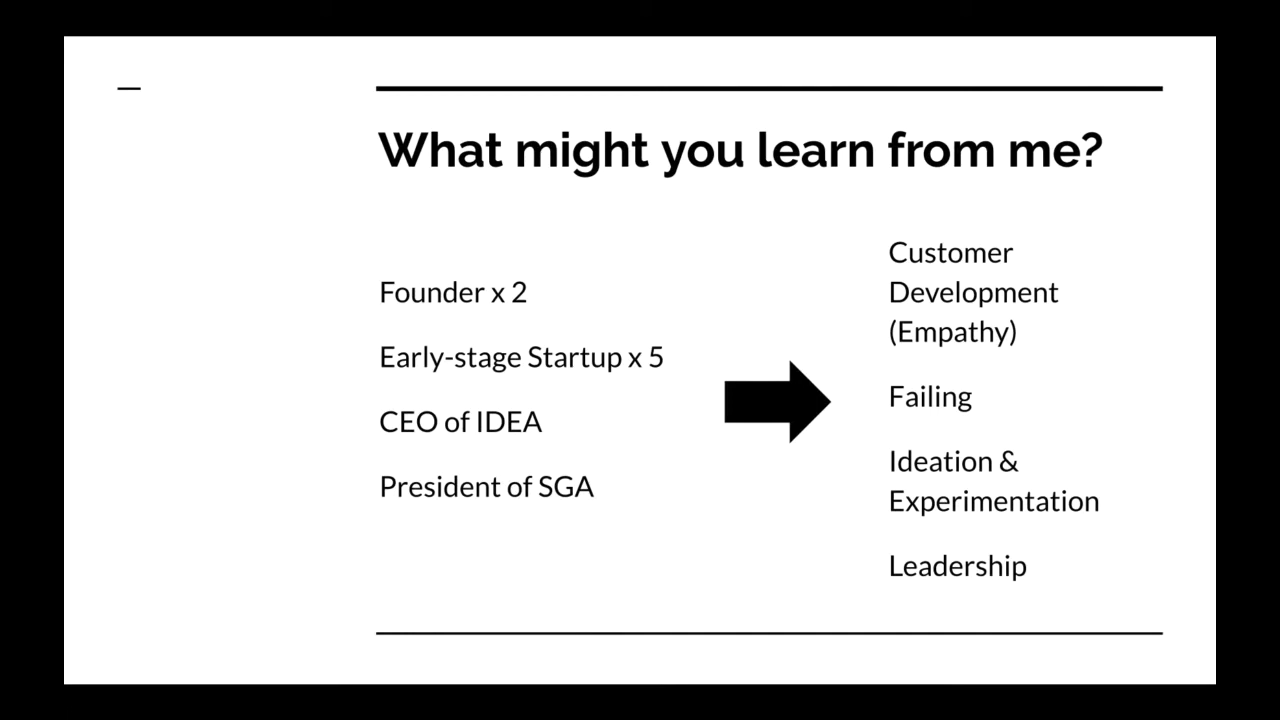 What might you learn from me?
Founder x 2
Early-stage Startup x 5
CEO of IDEA
President of SGA
Customer
Development
(Empathy)
Failing
Ideation &
Experimentation
Leadership